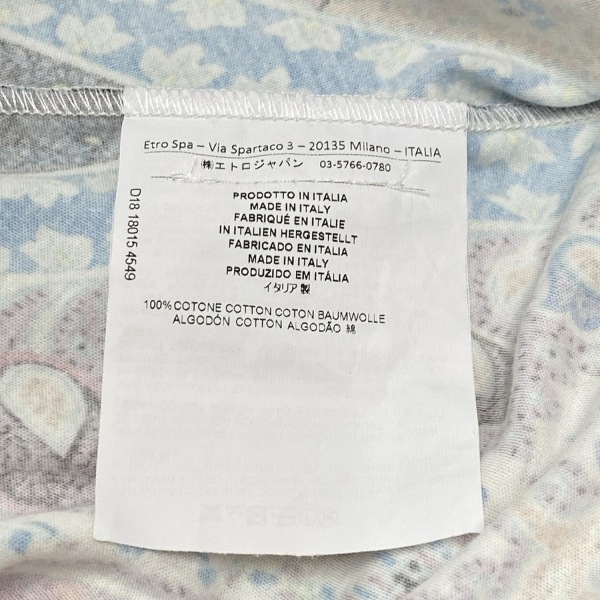 Etro Spa – Via Spartaco 3 – 20135 Milano – ITALIA
㈱エトロジャパン 03-5766-0780
PRODOTTO IN ITALIA
MADE IN ITALY
FABRIQUÉ EN ITALIE
IN ITALIEN HERGESTELLT
FABRICADO EN ITALIA
MADE IN ITALY
PRODUZIDO EM ITÁLIA
イタリア製
100% COTONE COTTON COTON BAUMWOLLE
ALGODÓN COTTON ALGODÃO 綿
D18 18015 4549